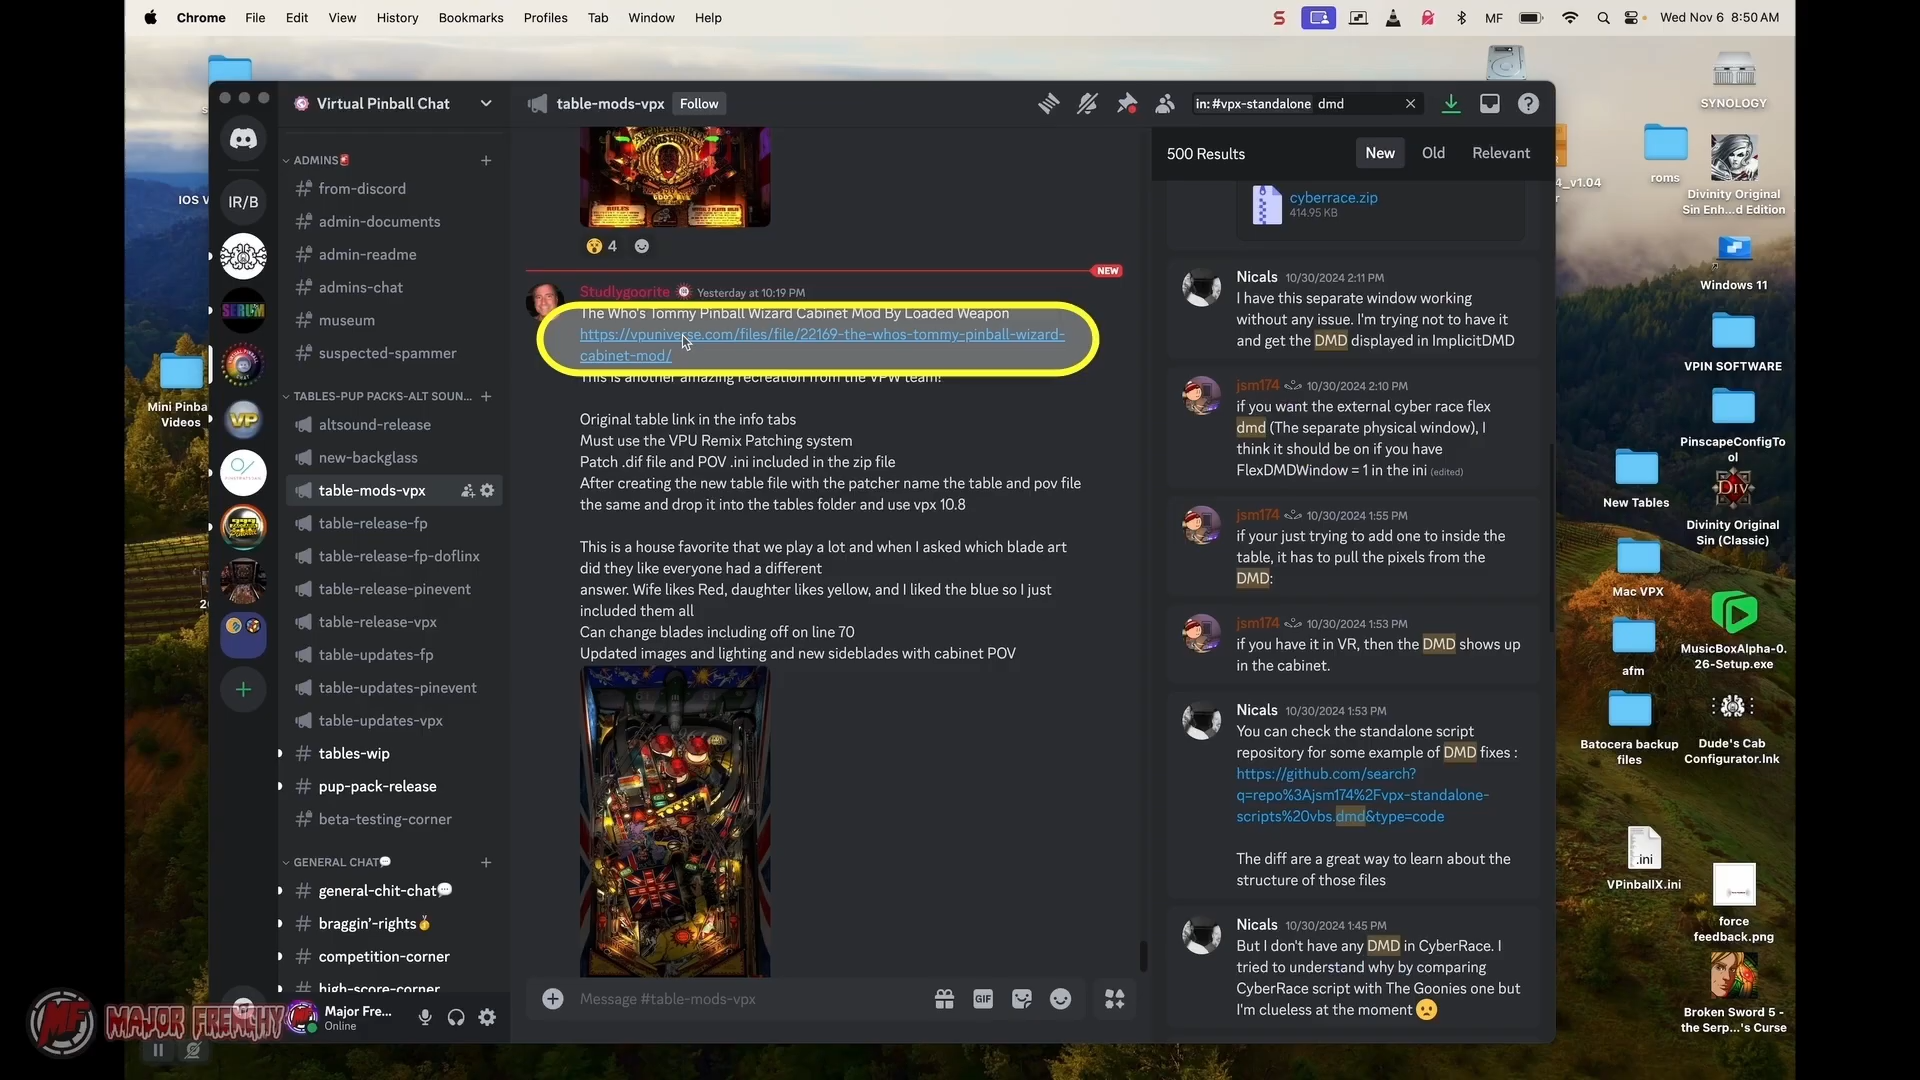 Chrome File Edit View History Bookmarks Profiles Tab Window Help
MF
Wed Nov 6 8:50 AM
Virtual Pinball Chat
table-mods-vpx
Follow
in: #vpx-standalone dmd
IR/B
SERUM
VP
ADMINS
from-discord
admin-documents
admin-readme
admins-chat
museum
suspected-spammer
TABLES-PUP PACKS-ALT SOUN...
altsound-release
new-backglass
table-mods-vpx
table-release-fp
table-release-fp-doflinx
table-release-pinevent
table-release-vpx
table-updates-fp
table-updates-pinevent
table-updates-vpx
tables-wip
pup-pack-release
beta-testing-corner
GENERAL CHAT
general-chit-chat
braggin'-rights
competition-corner
high-score-corner
Major Fre...
Online
MF MAJOR FRENCHY
4
NEW
Studlygoorite Yesterday at 10:19 PM
The Who's Tommy Pinball Wizard Cabinet Mod By Loaded Weapon
https://vpuniverse.com/files/file/22169-the-whos-tommy-pinball-wizard-
cabinet-mod/
This is another amazing recreation from the VPW team!
Original table link in the info tabs
Must use the VPU Remix Patching system
Patch .dif file and POV .ini included in the zip file
After creating the new table file with the patcher name the table and pov file
the same and drop it into the tables folder and use vpx 10.8
This is a house favorite that we play a lot and when I asked which blade art
did they like everyone had a different
answer. Wife likes Red, daughter likes yellow, and I liked the blue so I just
included them all
Can change blades including off on line 70
Updated images and lighting and new sideblades with cabinet POV
Message #table-mods-vpx
GIF
500 Results
New Old Relevant
cyberrace.zip
414.95 KB
Nicals 10/30/2024 2:11 PM
I have this separate window working
without any issue. I'm trying not to have it
and get the DMD displayed in ImplicitDMD
jsm174 10/30/2024 2:10 PM
if you want the external cyber race flex
dmd (The separate physical window), I
think it should be on if you have
FlexDMDWindow = 1 in the ini (edited)
jsm174 10/30/2024 1:55 PM
if your just trying to add one to inside the
table, it has to pull the pixels from the
DMD:
jsm174 10/30/2024 1:53 PM
if you have it in VR, then the DMD shows up
in the cabinet.
Nicals 10/30/2024 1:53 PM
You can check the standalone script
repository for some example of DMD fixes :
https://github.com/search?
q=repo%3Ajsm174%2Fvpx-standalone-
scripts%20vbs.dmd&type=code
The diff are a great way to learn about the
structure of those files
Nicals 10/30/2024 1:45 PM
But I don't have any DMD in CyberRace. I
tried to understand why by comparing
CyberRace script with The Goonies one but
I'm clueless at the moment
IOS V
Mini Pinba
Videos
SYNOLOGY
4_v1.04
roms
Divinity Original
Sin Enh...d Edition
Windows 11
VPIN SOFTWARE
PinscapeConfigTo
ol
New Tables
Divinity Original
Sin (Classic)
Mac VPX
MusicBoxAlpha-0.
26-Setup.exe
afm
Batocera backup
files
Dude's Cab
Configurator.lnk
.ini
VPinballX.ini
force
feedback.png
Broken Sword 5 -
the Serp...'s Curse